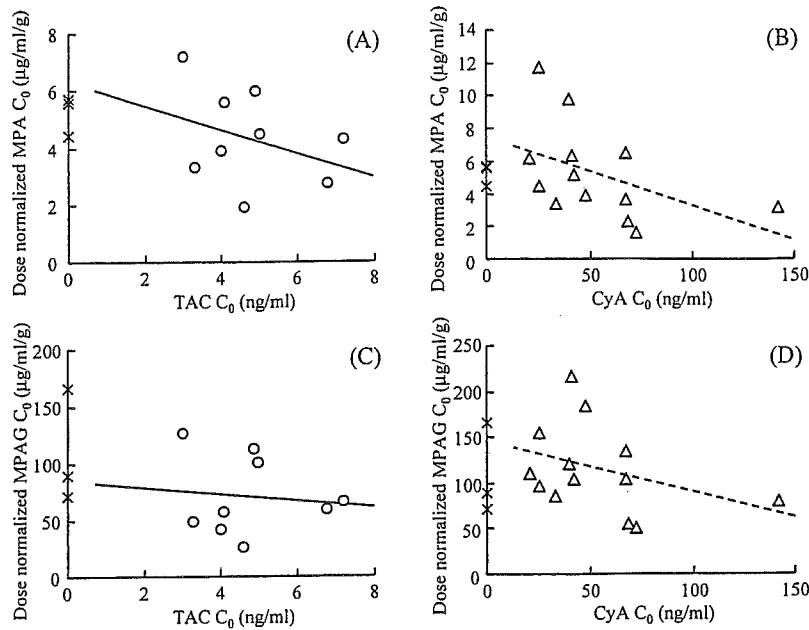 (A)
Dose normalized MPA C₀ (μg/ml/g)
8
6
4
2
0
0 2 4 6 8
TAC C₀ (ng/ml)
(B)
Dose normalized MPA C₀ (μg/ml/g)
14
12
10
8
6
4
2
0
0 50 100 150
CyA C₀ (ng/ml)
(C)
Dose normalized MPAG C₀ (μg/ml/g)
200
150
100
50
0
0 2 4 6 8
TAC C₀ (ng/ml)
(D)
Dose normalized MPAG C₀ (μg/ml/g)
250
200
150
100
50
0
0 50 100 150
CyA C₀ (ng/ml)